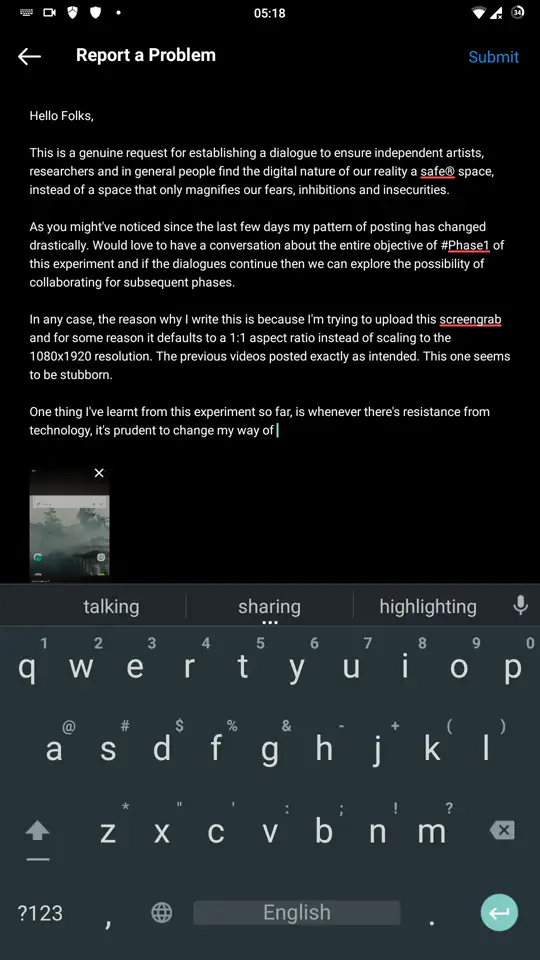 05:18
34
Report a Problem
Submit
Hello Folks,
This is a genuine request for establishing a dialogue to ensure independent artists,
researchers and in general people find the digital nature of our reality a safe® space,
instead of a space that only magnifies our fears, inhibitions and insecurities.
As you might've noticed since the last few days my pattern of posting has changed
drastically. Would love to have a conversation about the entire objective of #Phase1 of
this experiment and if the dialogues continue then we can explore the possibility of
collaborating for subsequent phases.
In any case, the reason why I write this is because I'm trying to upload this screengrab
and for some reason it defaults to a 1:1 aspect ratio instead of scaling to the
1080x1920 resolution. The previous videos posted exactly as intended. This one seems
to be stubborn.
One thing I've learnt from this experiment so far, is whenever there's resistance from
technology, it's prudent to change my way of
talking sharing highlighting
1 2 3 4 5 6 7 8 9 0
q w e r t y u i o p
@ # $ % & - + ( )
a s d f g h j k l
* " ' : ; ! ?
z x c v b n m
?123 , English .